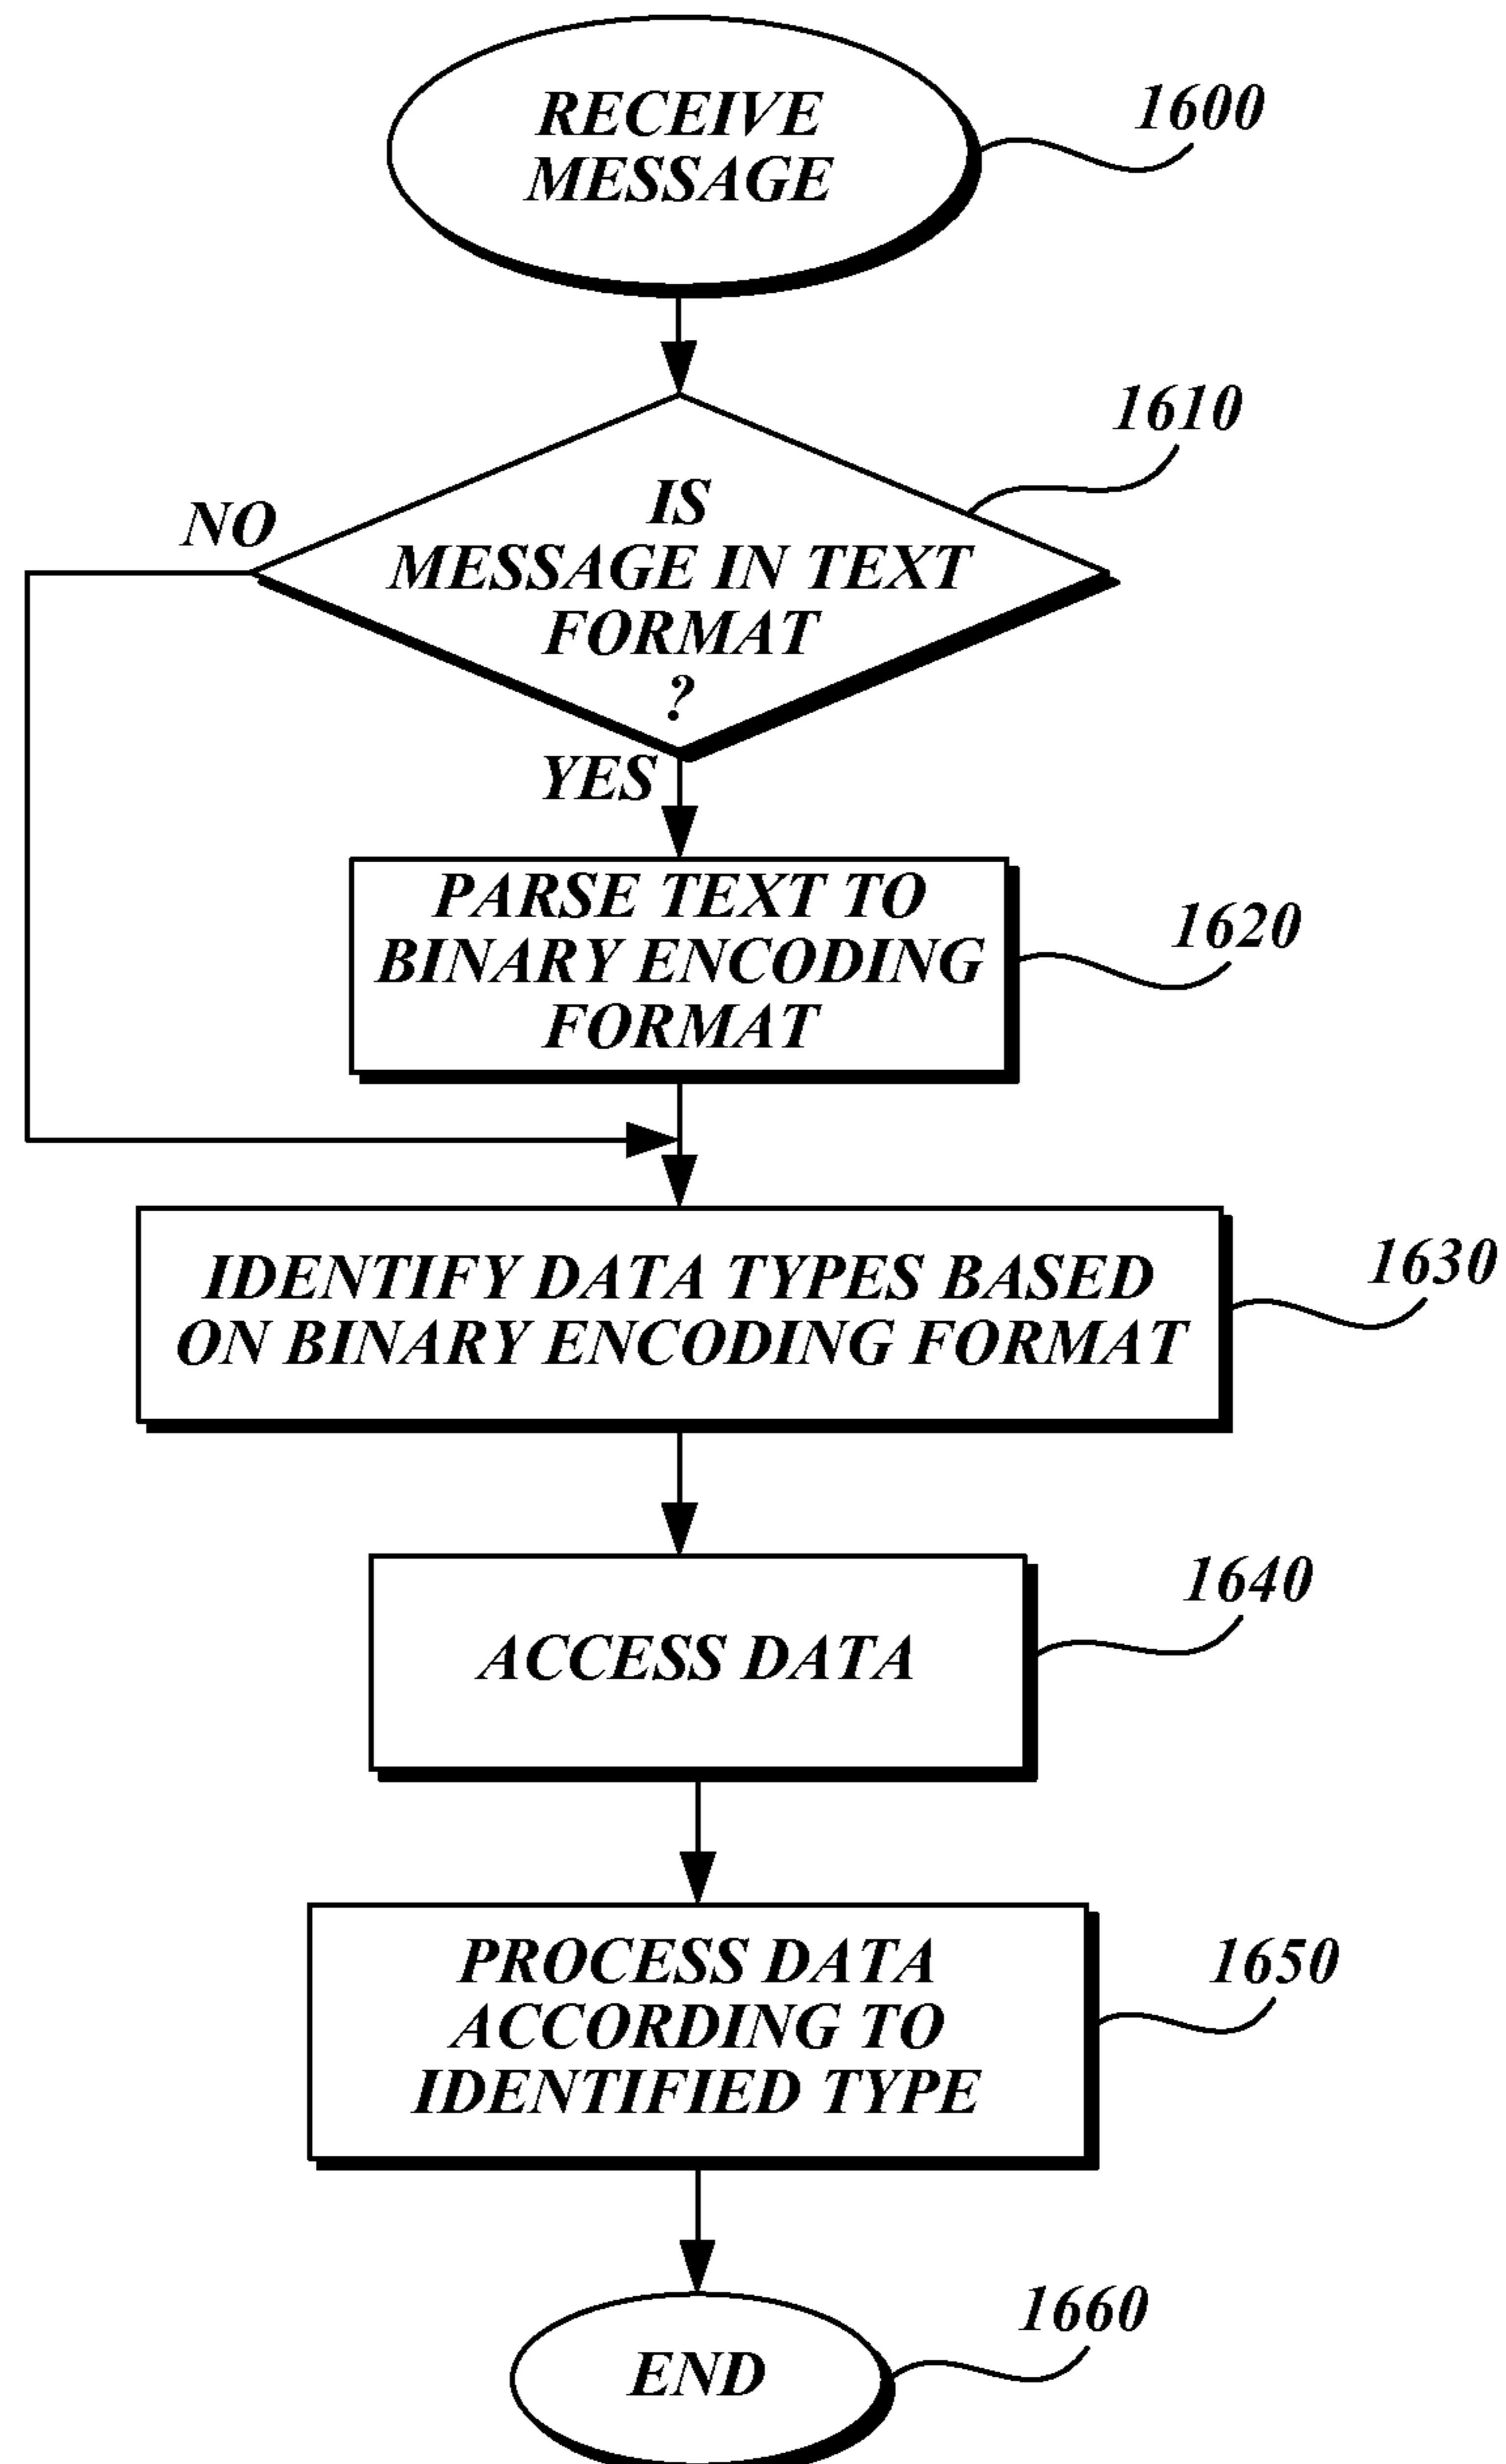 RECEIVE
MESSAGE
1600
1610
IS
MESSAGE IN TEXT
FORMAT
?
NO
YES
PARSE TEXT TO
BINARY ENCODING
FORMAT
1620
IDENTIFY DATA TYPES BASED
ON BINARY ENCODING FORMAT
1630
ACCESS DATA
1640
PROCESS DATA
ACCORDING TO
IDENTIFIED TYPE
1650
END
1660